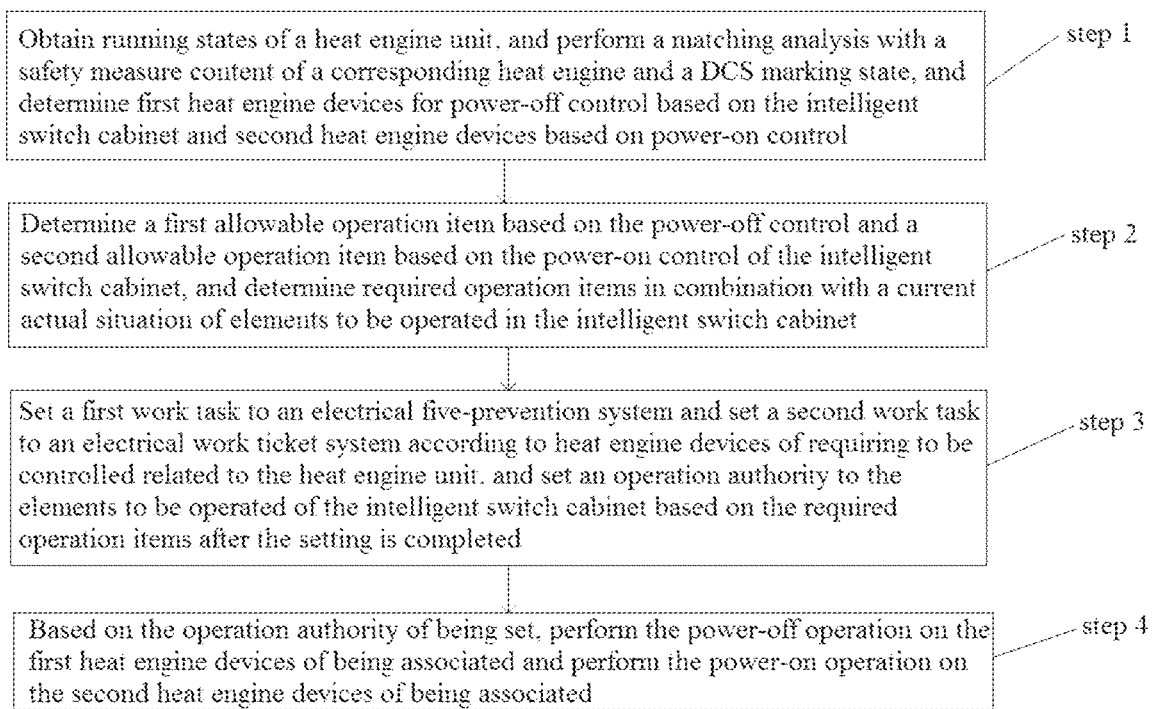 Obtain running states of a heat engine unit, and perform a matching analysis with a
safety measure content of a corresponding heat engine and a DCS marking state, and
determine first heat engine devices for power-off control based on the intelligent
switch cabinet and second heat engine devices based on power-on control
step 1
Determine a first allowable operation item based on the power-off control and a
second allowable operation item based on the power-on control of the intelligent
switch cabinet, and determine required operation items in combination with a current
actual situation of elements to be operated in the intelligent switch cabinet
step 2
Set a first work task to an electrical five-prevention system and set a second work task
to an electrical work ticket system according to heat engine devices of requiring to be
controlled related to the heat engine unit, and set an operation authority to the
elements to be operated of the intelligent switch cabinet based on the required
operation items after the setting is completed
step 3
Based on the operation authority of being set, perform the power-off operation on the
first heat engine devices of being associated and perform the power-on operation on
the second heat engine devices of being associated
step 4